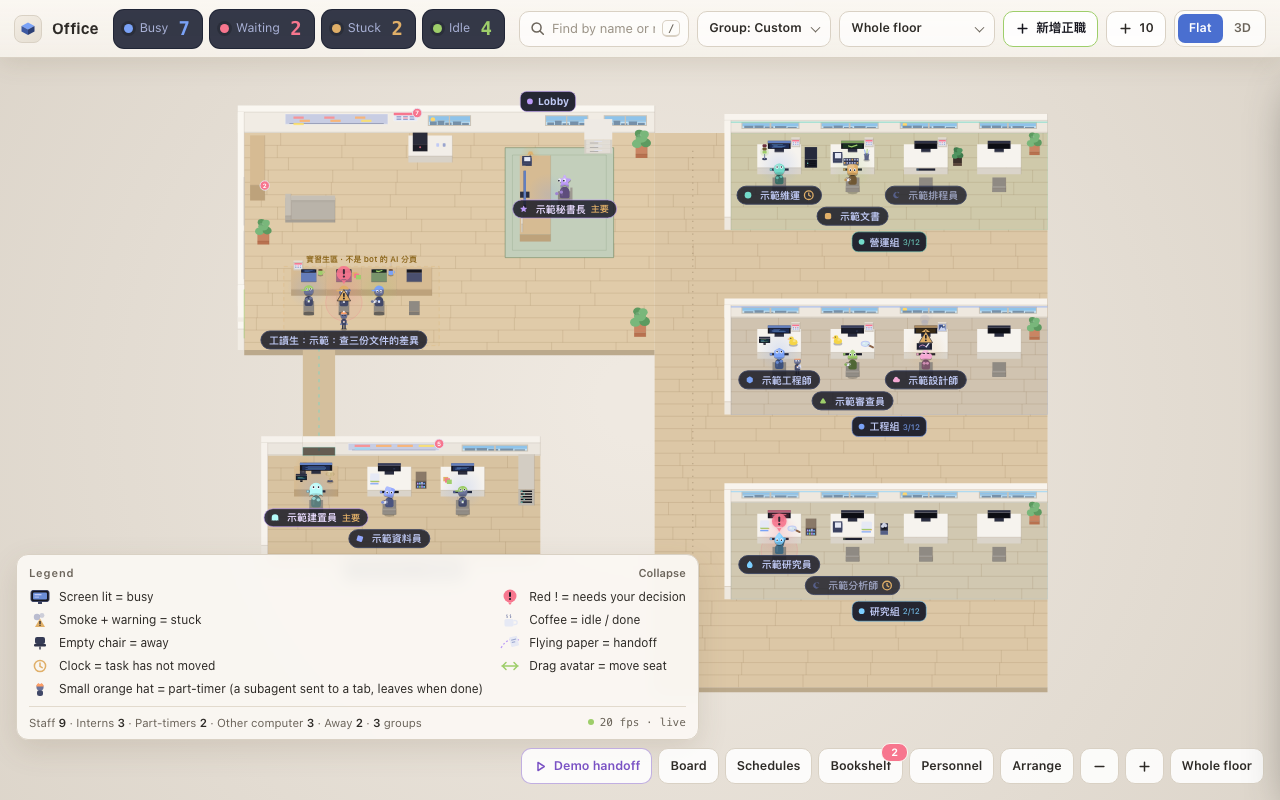 Office
Busy 7
Waiting 2
Stuck 2
Idle 4
Find by name or r /
Group: Custom
Whole floor
新增正職
10
Flat
3D
Lobby
7
2
示範秘書長 主要
實習生區・不是 bot 的 AI 分頁
工讀生：示範：查三份文件的差異
示範維運
示範排程員
示範文書
營運組 3/12
示範工程師
示範設計師
示範審查員
工程組 3/12
5
示範建置員 主要
示範資料員
示範研究員
示範分析師
研究組 2/12
Legend
Collapse
Screen lit = busy
Red ! = needs your decision
Smoke + warning = stuck
Coffee = idle / done
Empty chair = away
Flying paper = handoff
Clock = task has not moved
Drag avatar = move seat
Small orange hat = part-timer (a subagent sent to a tab, leaves when done)
Staff 9 · Interns 3 · Part-timers 2 · Other computer 3 · Away 2 · 3 groups
20 fps · live
Demo handoff
Board
Schedules
Bookshelf
2
Personnel
Arrange
−
+
Whole floor